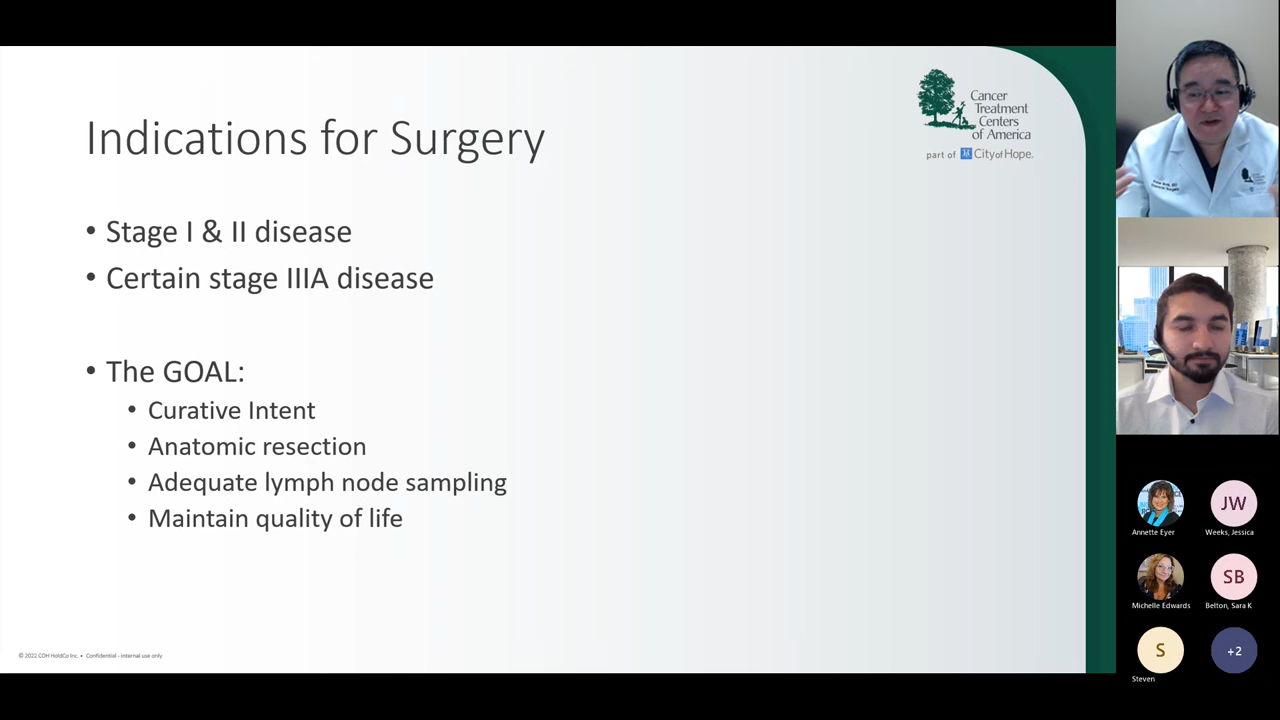 Indications for Surgery
• Stage I & II disease
• Certain stage IIIA disease
• The GOAL:
• Curative Intent
• Anatomic resection
• Adequate lymph node sampling
• Maintain quality of life
© 2022 COH HoldCo Inc. • Confidential - internal use only
Cancer
Treatment
Centers
of America
part of City of Hope.
JW
Annette Eyer
Weeks, Jessica
SB
Michelle Edwards
Belton, Sara K
S
+2
Steven